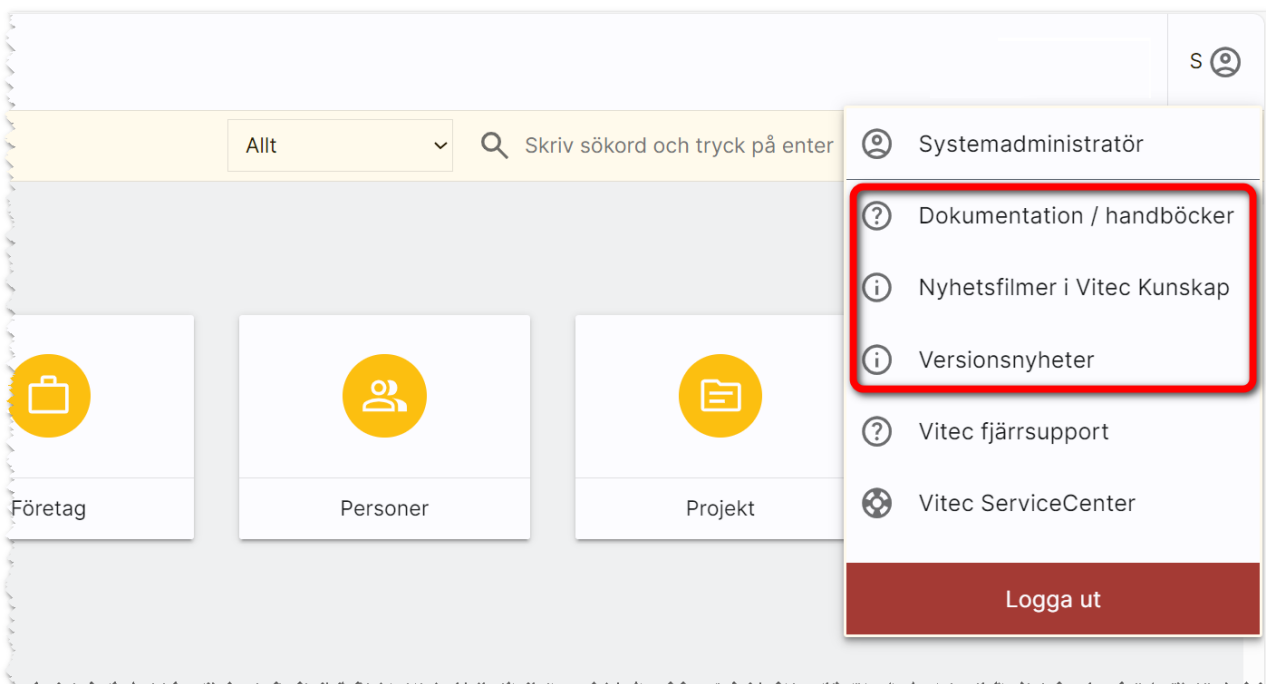 S
Allt
Skriv sökord och tryck på enter
Systemadministratör
Dokumentation / handböcker
Nyhetsfilmer i Vitec Kunskap
Versionsnyheter
Vitec fjärrsupport
Vitec ServiceCenter
Logga ut
Företag
Personer
Projekt